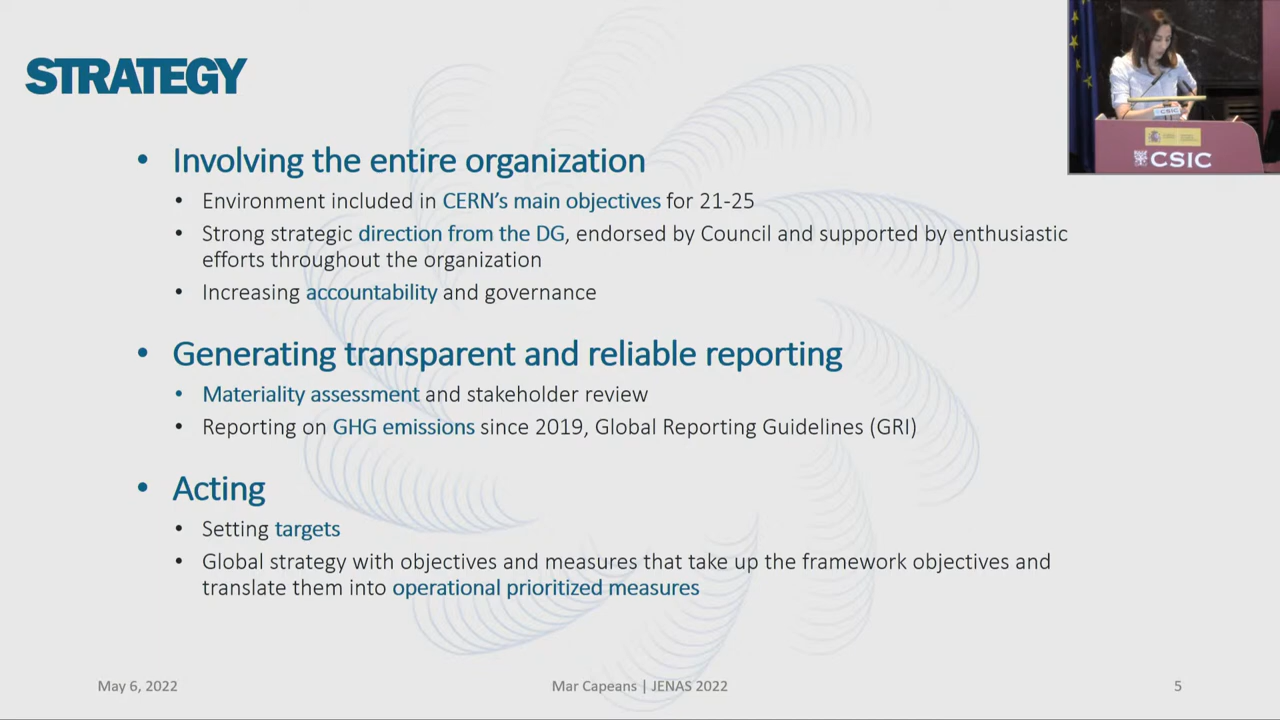 STRATEGY
• Involving the entire organization
• Environment included in CERN's main objectives for 21-25
• Strong strategic direction from the DG, endorsed by Council and supported by enthusiastic
efforts throughout the organization
• Increasing accountability and governance
• Generating transparent and reliable reporting
• Materiality assessment and stakeholder review
• Reporting on GHG emissions since 2019, Global Reporting Guidelines (GRI)
• Acting
• Setting targets
• Global strategy with objectives and measures that take up the framework objectives and
translate them into operational prioritized measures
May 6, 2022
Mar Capeans | JENAS 2022
5
CSIC
CSIC